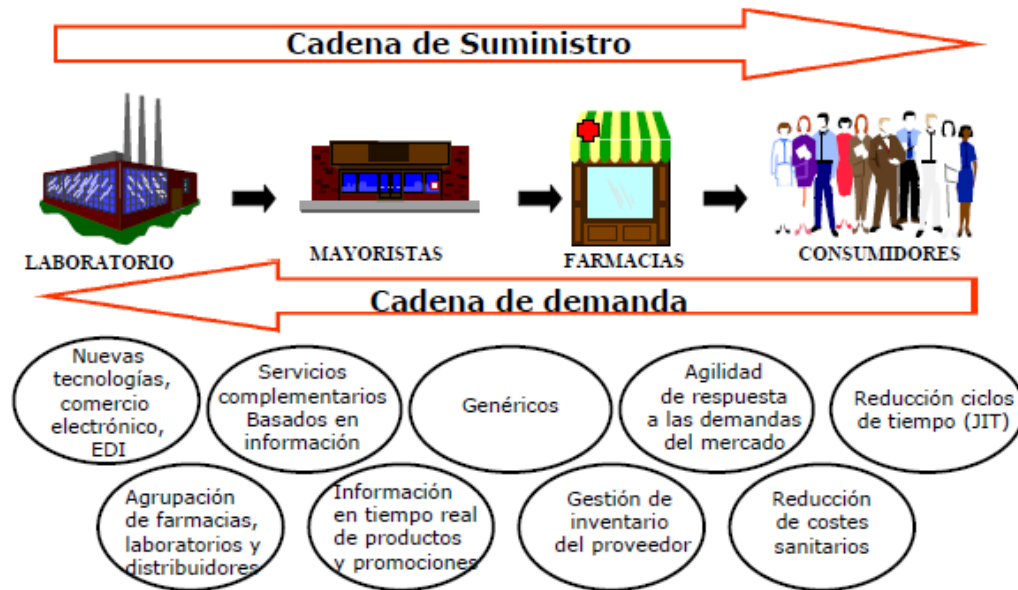 Cadena de Suministro
LABORATORIO
MAYORISTAS
FARMACIAS
CONSUMIDORES
Cadena de demanda
Nuevas
tecnologías,
comercio
electrónico,
EDI
Servicios
complementarios
Basados en
información
Genéricos
Agilidad
de respuesta
a las demandas
del mercado
Reducción ciclos
de tiempo (JIT)
Agrupación
de farmacias,
laboratorios y
distribuidores
Información
en tiempo real
de productos
y promociones
Gestión de
inventario
del proveedor
Reducción
de costes
sanitarios